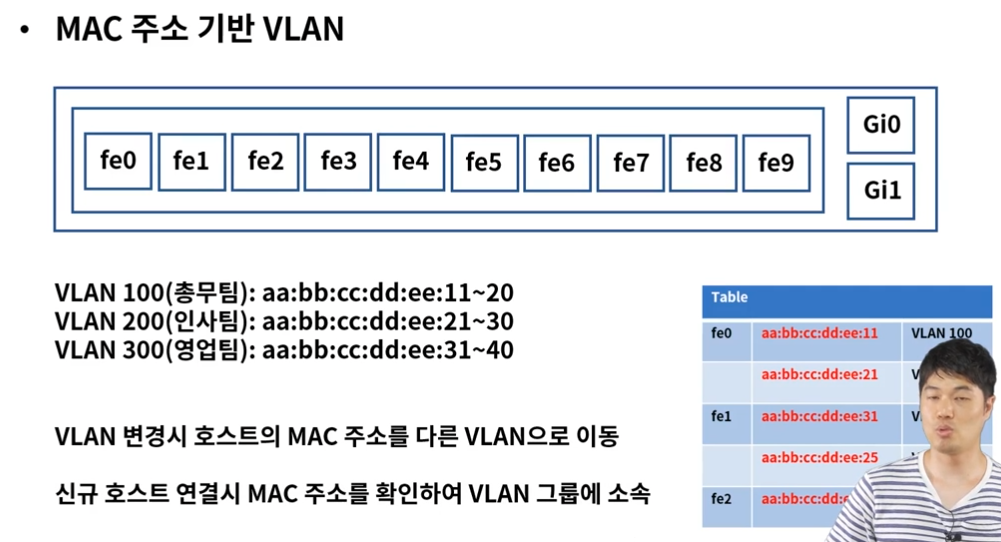 • MAC 주소 기반 VLAN
fe0 fe1 fe2 fe3 fe4 fe5 fe6 fe7 fe8 fe9
Gi0
Gi1
VLAN 100(총무팀): aa:bb:cc:dd:ee:11~20
VLAN 200(인사팀): aa:bb:cc:dd:ee:21~30
VLAN 300(영업팀): aa:bb:cc:dd:ee:31~40
VLAN 변경시 호스트의 MAC 주소를 다른 VLAN으로 이동
신규 호스트 연결시 MAC 주소를 확인하여 VLAN 그룹에 소속
Table
fe0 aa:bb:cc:dd:ee:11 VLAN 100
aa:bb:cc:dd:ee:21
fe1 aa:bb:cc:dd:ee:31
aa:bb:cc:dd:ee:25
fe2 aa:bb:cc:dd: